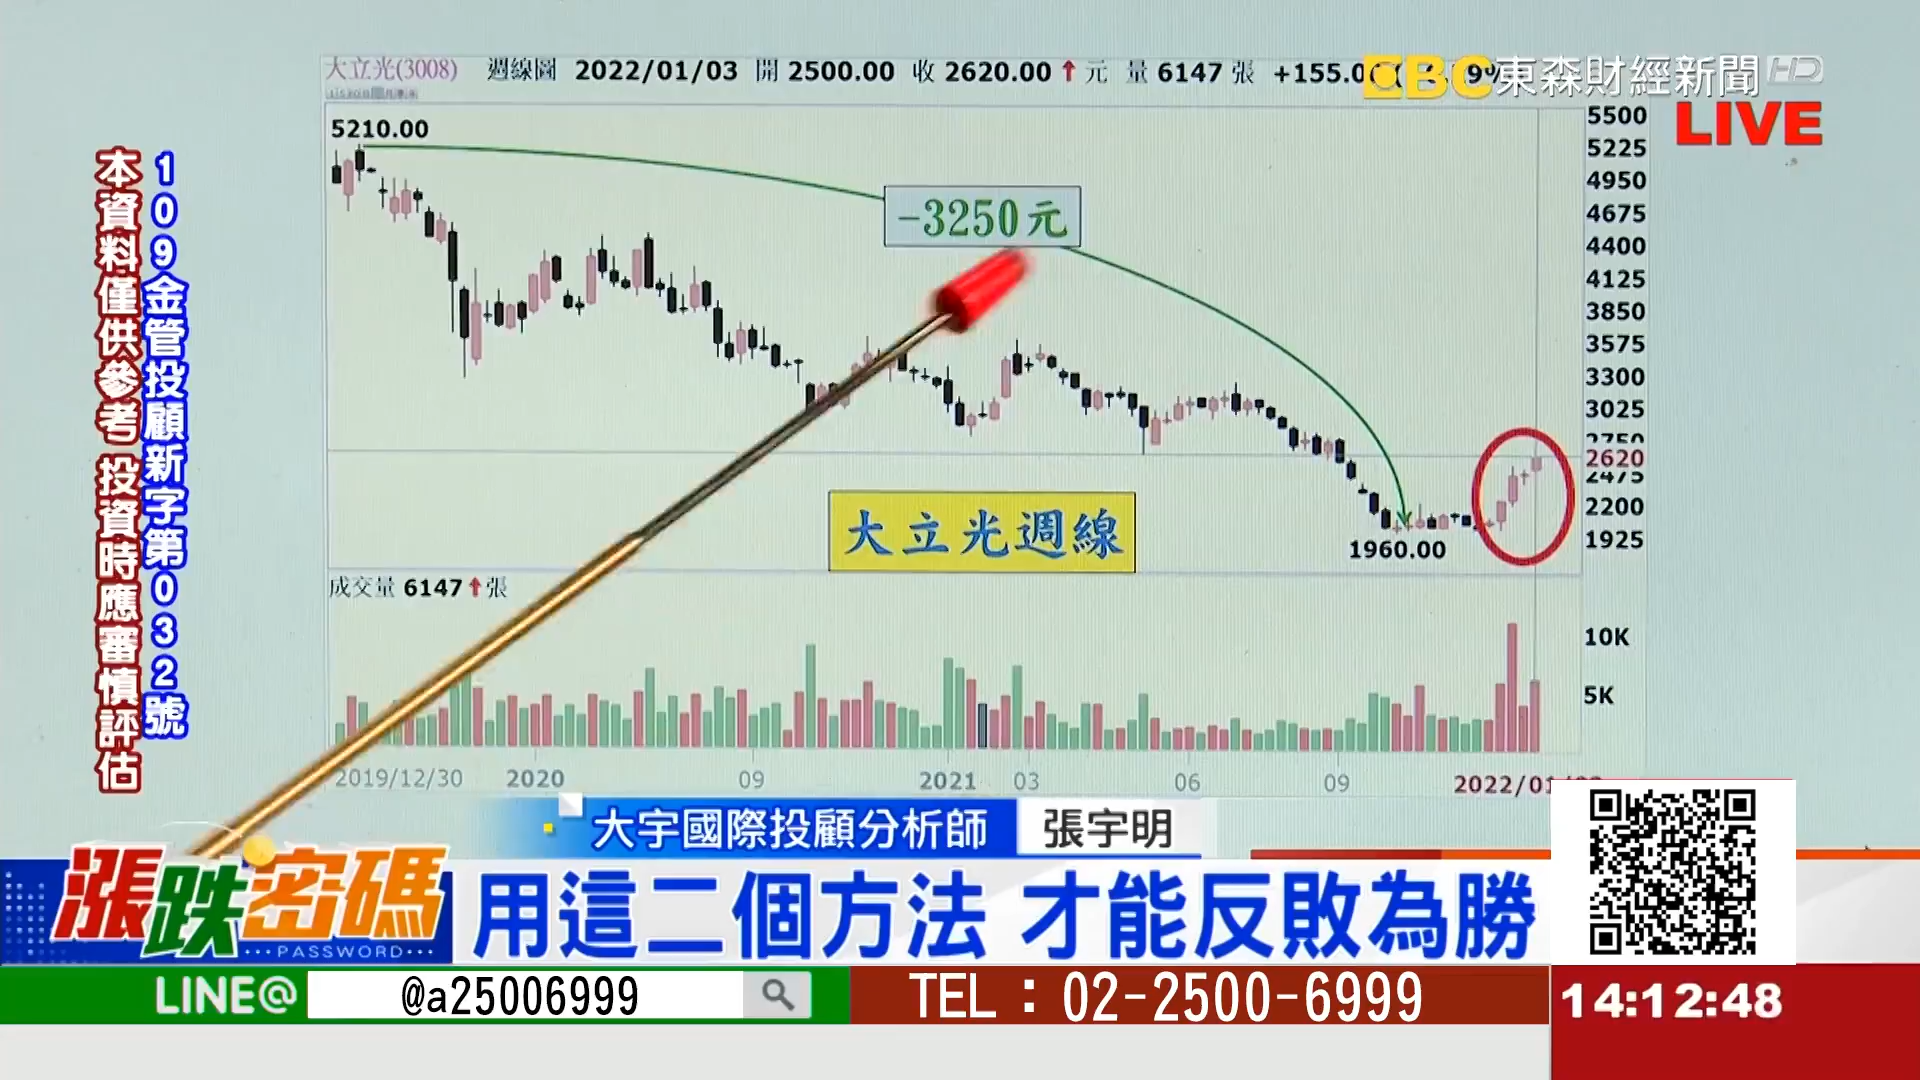 大立光(3008) 週線圖 2022/01/03 開 2500.00 收 2620.00 ↑ 元 量 6147 張 +155.0
EBC 東森財經新聞 HD
LIVE
5210.00
-3250元
大立光週線
1960.00
5500
5225
4950
4675
4400
4125
3850
3575
3300
3025
2750
2620
2475
2200
1925
成交量 6147 ↑ 張
10K
5K
2019/12/30 2020 09 2021 03 06 09 2022/01/03
109金管投顧新字第032號
本資料僅供參考 投資時應審慎評估
大宇國際投顧分析師 張宇明
漲跌密碼
PASSWORD
用這二個方法 才能反敗為勝
LINE@ @a25006999 TEL：02-2500-6999
14:12:48